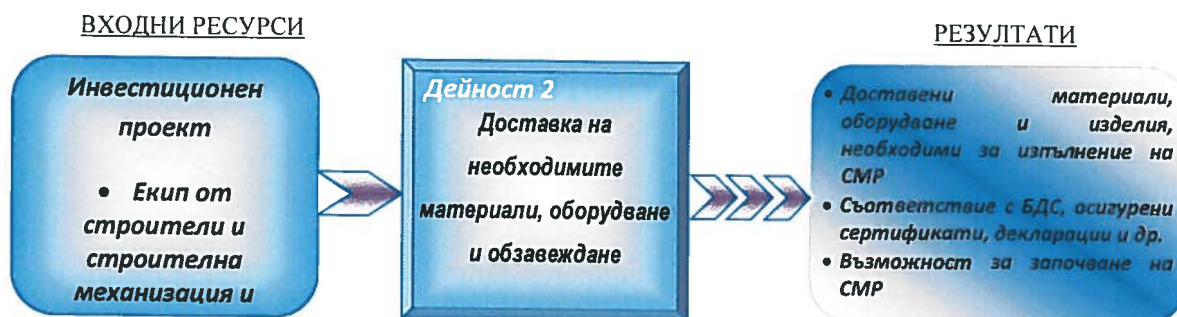 ВХОДНИ РЕСУРСИ
Инвестиционен
проект
• Екип от
строители и
строителна
механизация и
Дейност 2
Доставка на
необходимите
материали, оборудване
и обзавеждане
РЕЗУЛТАТИ
• Доставени материали,
оборудване и изделия,
необходими за изпълнение на
СМР
• Съответствие с БДС, осигурени
сертификати, декларации и др.
• Възможност за започване на
СМР